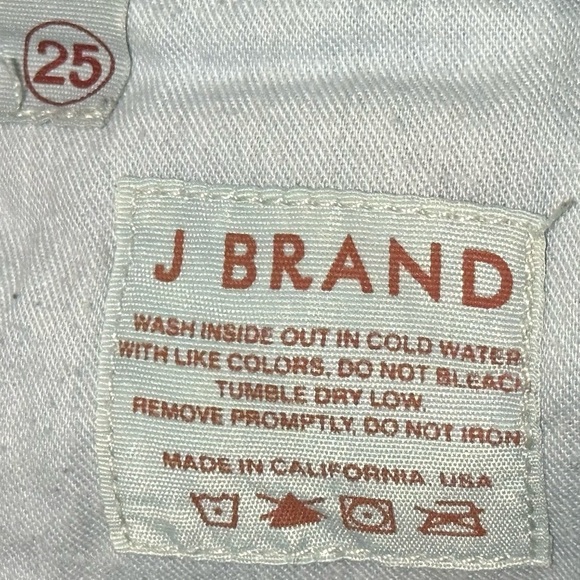 25
J BRAND
WASH INSIDE OUT IN COLD WATER
WITH LIKE COLORS, DO NOT BLEACH
TUMBLE DRY LOW,
REMOVE PROMPTLY, DO NOT IRON
MADE IN CALIFORNIA, USA